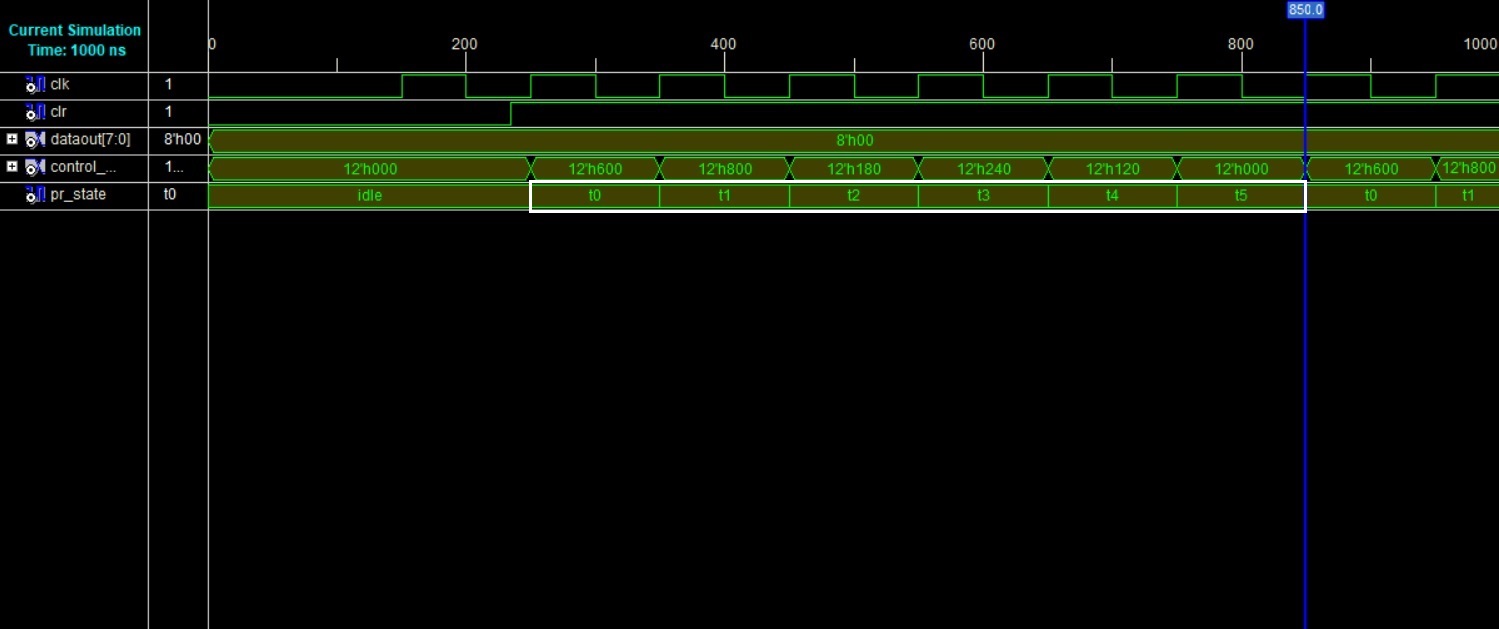 850.0
Current Simulation
Time: 1000 ns
0 200 400 600 800 1000
clk 1
clr 1
dataout[7:0] 8'h00 8'h00
control_... 1... 12'h000 12'h600 12'h800 12'h180 12'h240 12'h120 12'h000 12'h600 12'h800
pr_state t0 idle t0 t1 t2 t3 t4 t5 t0 t1